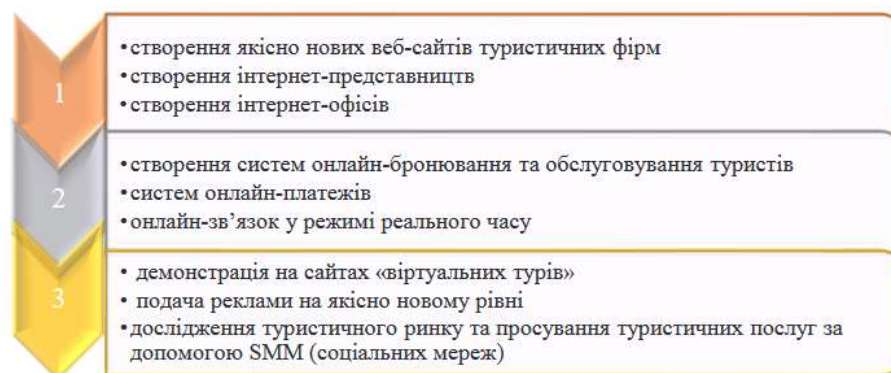 1
•створення якісно нових веб-сайтів туристичних фірм
•створення інтернет-представництв
•створення інтернет-офісів
2
•створення систем онлайн-бронювання та обслуговування туристів
•систем онлайн-платежів
•онлайн-зв’язок у режимі реального часу
3
• демонстрація на сайтах «віртуальних турів»
• подача реклами на якісно новому рівні
•дослідження туристичного ринку та просування туристичних послуг за
допомогою SMM (соціальних мереж)